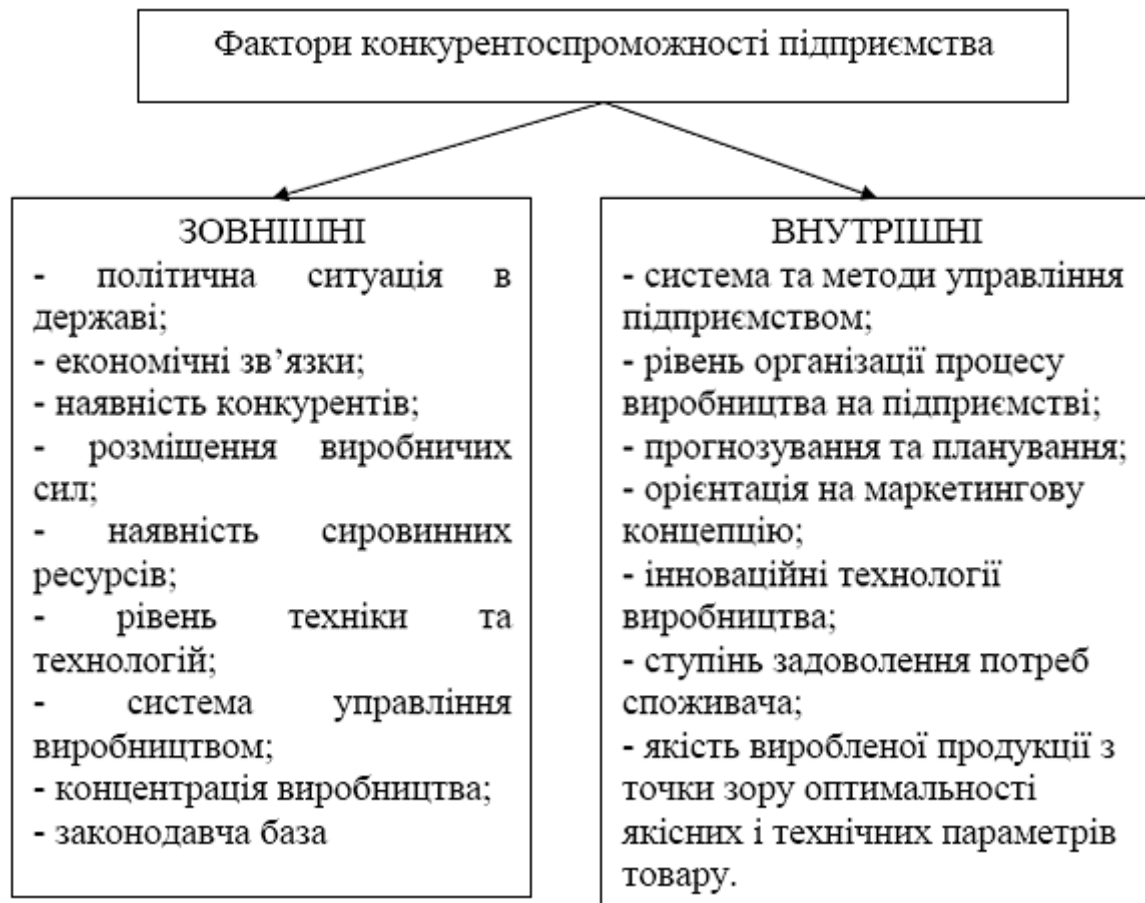 Фактори конкурентоспроможності підприємства
ЗОВНІШНІ
- політична ситуація в
державі;
- економічні зв’язки;
- наявність конкурентів;
- розміщення виробничих
сил;
- наявність сировинних
ресурсів;
- рівень техніки та
технологій;
- система управління
виробництвом;
- концентрація виробництва;
- законодавча база
ВНУТРІШНІ
- система та методи управління
підприємством;
- рівень організації процесу
виробництва на підприємстві;
- прогнозування та планування;
- орієнтація на маркетингову
концепцію;
- інноваційні технології
виробництва;
- ступінь задоволення потреб
споживача;
- якість виробленої продукції з
точки зору оптимальності
якісних і технічних параметрів
товару.